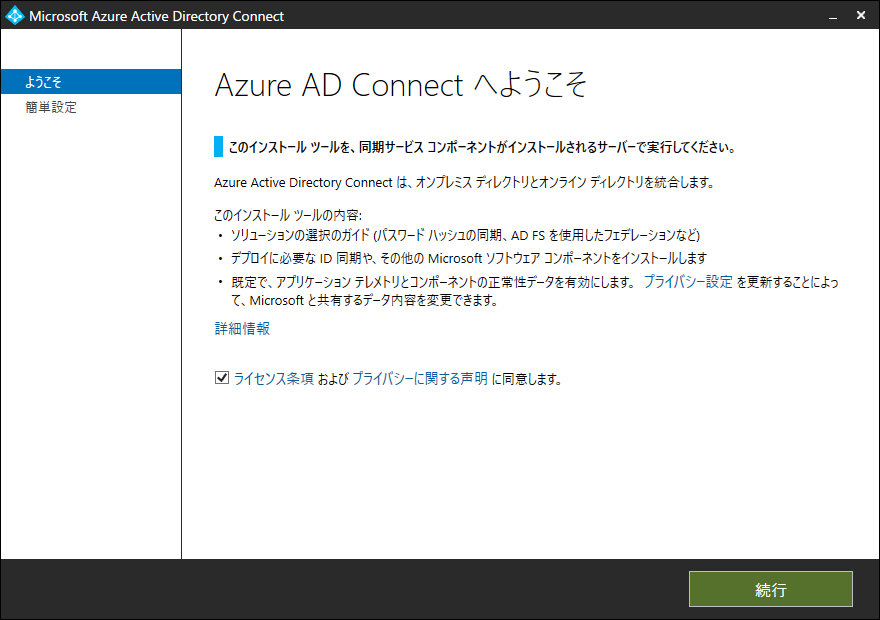 Microsoft Azure Active Directory Connect
ようこそ
簡単設定
Azure AD Connect へようこそ
このインストール ツールを、同期サービス コンポーネントがインストールされるサーバーで実行してください。
Azure Active Directory Connect は、オンプレミス ディレクトリとオンライン ディレクトリを統合します。
このインストール ツールの内容:
・ ソリューションの選択のガイド (パスワード ハッシュの同期、AD FS を使用したフェデレーションなど)
・ デプロイに必要な ID 同期や、その他の Microsoft ソフトウェア コンポーネントをインストールします
・ 既定で、アプリケーション テレメトリとコンポーネントの正常性データを有効にします。 プライバシー設定 を更新することによっ
て、Microsoft と共有するデータ内容を変更できます。
詳細情報
ライセンス条項 および プライバシーに関する声明 に同意します。
続行